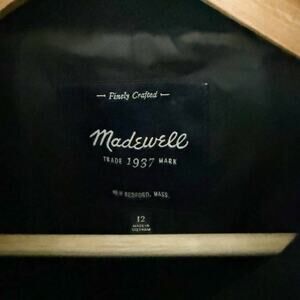 — Finely Crafted —
Madewell
TRADE 1937 MARK
NEW BEDFORD, MASS.
12
MADE IN
VIETNAM